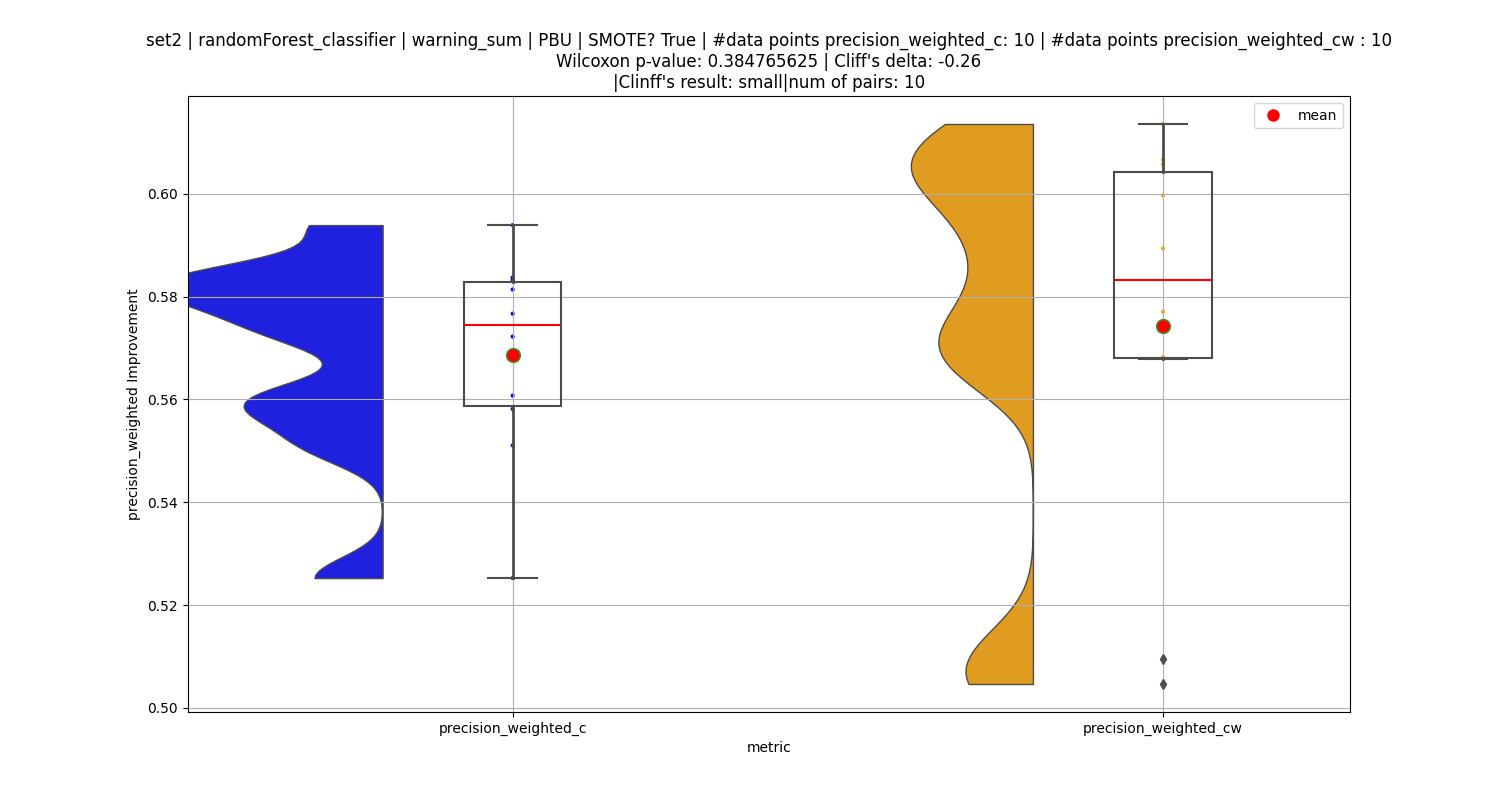 set2 | randomForest_classifier | warning_sum | PBU | SMOTE? True | #data points precision_weighted_c: 10 | #data points precision_weighted_cw : 10
Wilcoxon p-value: 0.384765625 | Cliff's delta: -0.26
|Clinff's result: small|num of pairs: 10
mean
precision_weighted Improvement
0.60
0.58
0.56
0.54
0.52
0.50
precision_weighted_c
precision_weighted_cw
metric